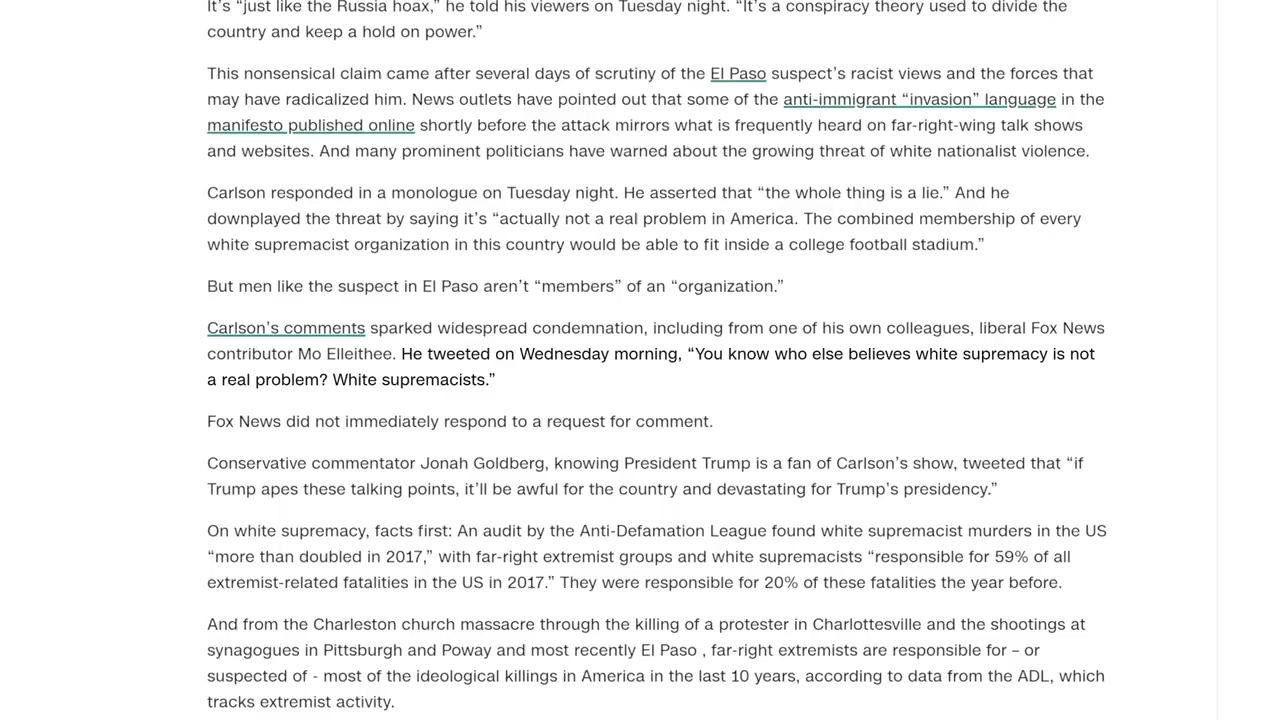 It’s “just like the Russia hoax,” he told his viewers on Tuesday night. “It’s a conspiracy theory used to divide the
country and keep a hold on power.”
This nonsensical claim came after several days of scrutiny of the El Paso suspect’s racist views and the forces that
may have radicalized him. News outlets have pointed out that some of the anti-immigrant “invasion” language in the
manifesto published online shortly before the attack mirrors what is frequently heard on far-right-wing talk shows
and websites. And many prominent politicians have warned about the growing threat of white nationalist violence.
Carlson responded in a monologue on Tuesday night. He asserted that “the whole thing is a lie.” And he
downplayed the threat by saying it’s “actually not a real problem in America. The combined membership of every
white supremacist organization in this country would be able to fit inside a college football stadium.”
But men like the suspect in El Paso aren’t “members” of an “organization.”
Carlson’s comments sparked widespread condemnation, including from one of his own colleagues, liberal Fox News
contributor Mo Elleithee. He tweeted on Wednesday morning, “You know who else believes white supremacy is not
a real problem? White supremacists.”
Fox News did not immediately respond to a request for comment.
Conservative commentator Jonah Goldberg, knowing President Trump is a fan of Carlson’s show, tweeted that “if
Trump apes these talking points, it’ll be awful for the country and devastating for Trump’s presidency.”
On white supremacy, facts first: An audit by the Anti-Defamation League found white supremacist murders in the US
“more than doubled in 2017,” with far-right extremist groups and white supremacists “responsible for 59% of all
extremist-related fatalities in the US in 2017.” They were responsible for 20% of these fatalities the year before.
And from the Charleston church massacre through the killing of a protester in Charlottesville and the shootings at
synagogues in Pittsburgh and Poway and most recently El Paso , far-right extremists are responsible for – or
suspected of - most of the ideological killings in America in the last 10 years, according to data from the ADL, which
tracks extremist activity.